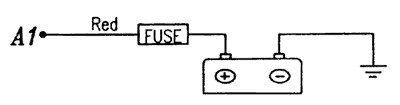 Red
A1
FUSE
+ -